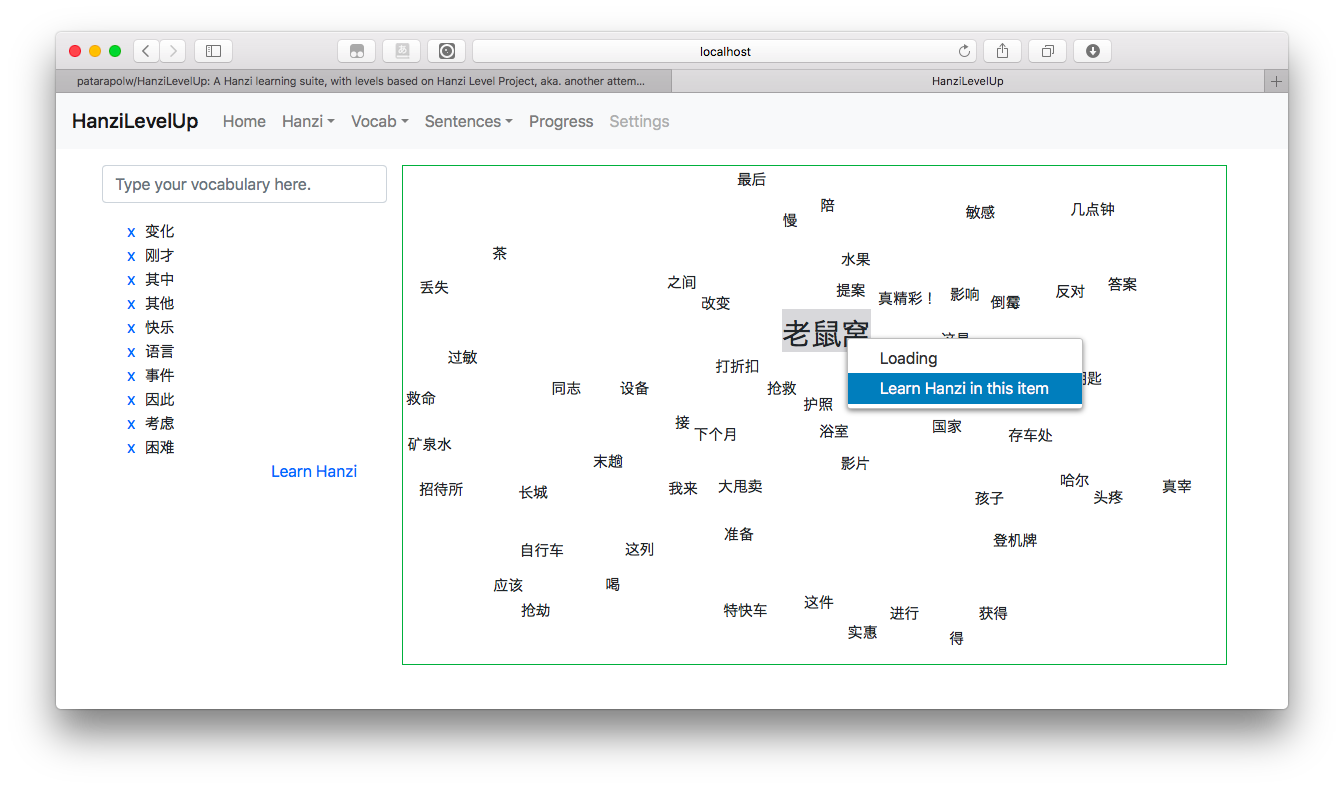 localhost
patarapolw/HanziLevelUp: A Hanzi learning suite, with levels based on Hanzi Level Project, aka. another attem...
HanziLevelUp
HanziLevelUp Home Hanzi Vocab Sentences Progress Settings
Type your vocabulary here.
x 变化
x 刚才
x 其中
x 其他
x 快乐
x 语言
x 事件
x 因此
x 考虑
x 困难
Learn Hanzi
最后
陪
慢
敏感
几点钟
茶
水果
丢失
之间
提案
真精彩！
影响
倒霉
反对
答案
改变
老鼠窝
Loading
Learn Hanzi in this item
过敏
打折扣
同志
设备
抢救
救命
护照
接
下个月
浴室
国家
存车处
矿泉水
末趟
影片
招待所
长城
我来
大甩卖
孩子
哈尔
头疼
真宰
准备
登机牌
自行车
这列
应该
喝
抢劫
特快车
这件
进行
获得
实惠
得